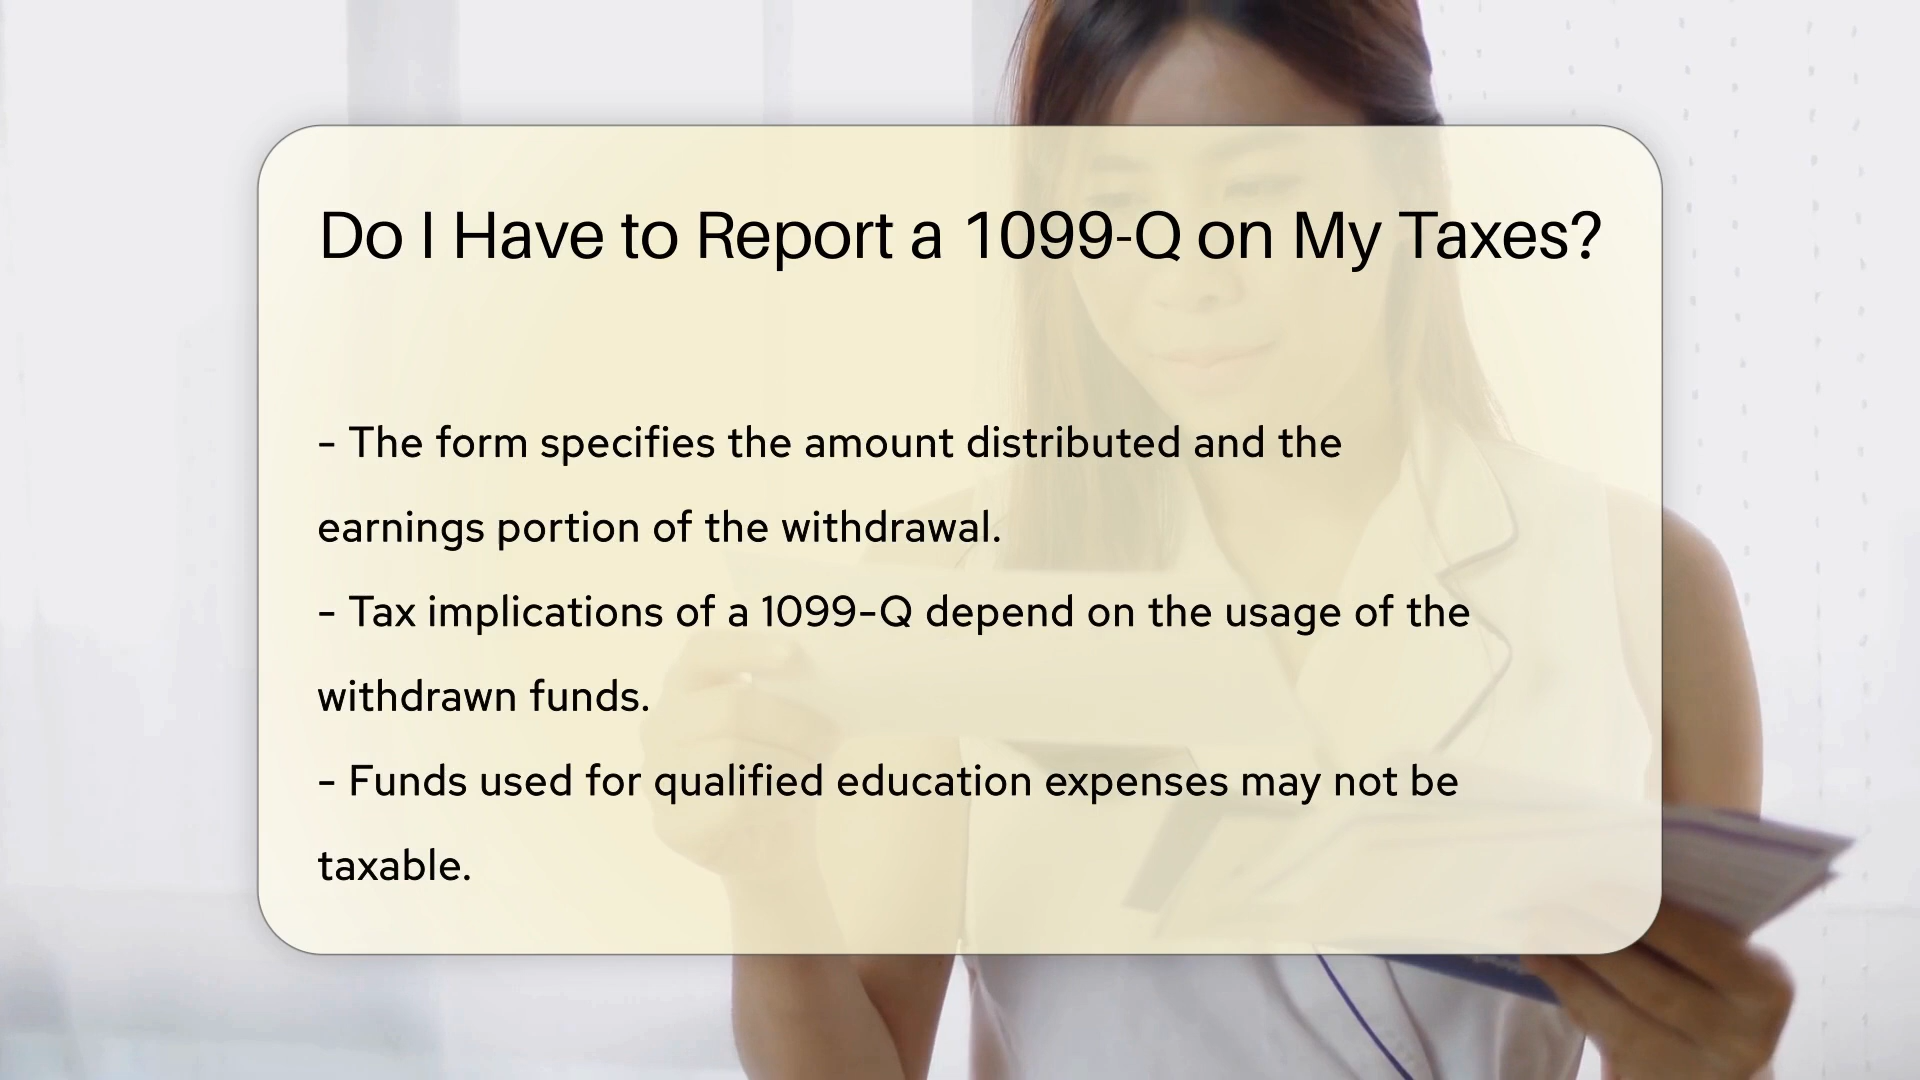 Do I Have to Report a 1099-Q on My Taxes?
- The form specifies the amount distributed and the
earnings portion of the withdrawal.
- Tax implications of a 1099-Q depend on the usage of the
withdrawn funds.
- Funds used for qualified education expenses may not be
taxable.